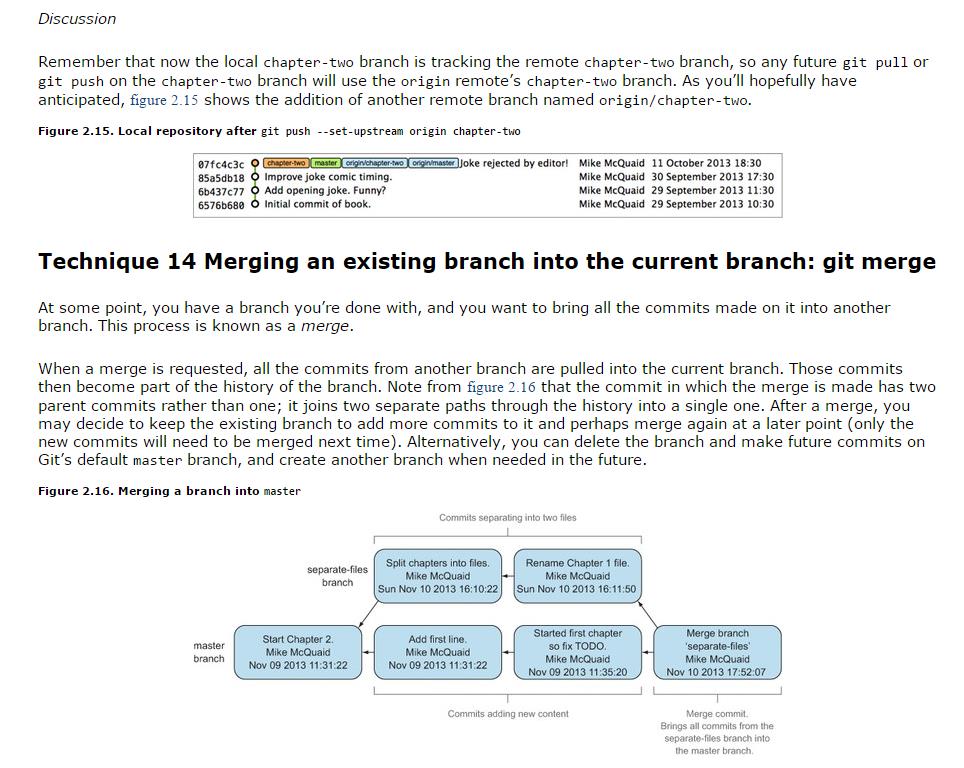 Discussion
Remember that now the local chapter-two branch is tracking the remote chapter-two branch, so any future git pull or
git push on the chapter-two branch will use the origin remote's chapter-two branch. As you'll hopefully have
anticipated, figure 2.15 shows the addition of another remote branch named origin/chapter-two.
Figure 2.15. Local repository after git push --set-upstream origin chapter-two
07fc4c3c chapter-two master origin/chapter-two origin/master Joke rejected by editor! Mike McQuaid 11 October 2013 18:30
85a5db18 Improve joke comic timing. Mike McQuaid 30 September 2013 17:30
6b437c77 Add opening joke. Funny? Mike McQuaid 29 September 2013 11:30
6576b680 Initial commit of book. Mike McQuaid 29 September 2013 10:30
Technique 14 Merging an existing branch into the current branch: git merge
At some point, you have a branch you're done with, and you want to bring all the commits made on it into another
branch. This process is known as a merge.
When a merge is requested, all the commits from another branch are pulled into the current branch. Those commits
then become part of the history of the branch. Note from figure 2.16 that the commit in which the merge is made has two
parent commits rather than one; it joins two separate paths through the history into a single one. After a merge, you
may decide to keep the existing branch to add more commits to it and perhaps merge again at a later point (only the
new commits will need to be merged next time). Alternatively, you can delete the branch and make future commits on
Git's default master branch, and create another branch when needed in the future.
Figure 2.16. Merging a branch into master
Commits separating into two files
separate-files
branch
Split chapters into files.
Mike McQuaid
Sun Nov 10 2013 16:10:22
Rename Chapter 1 file.
Mike McQuaid
Sun Nov 10 2013 16:11:50
master
branch
Start Chapter 2.
Mike McQuaid
Nov 09 2013 11:31:22
Add first line.
Mike McQuaid
Nov 09 2013 11:31:22
Started first chapter
so fix TODO.
Mike McQuaid
Nov 09 2013 11:35:20
Merge branch
'separate-files'
Mike McQuaid
Nov 10 2013 17:52:07
Commits adding new content
Merge commit.
Brings all commits from the
separate-files branch into
the master branch.